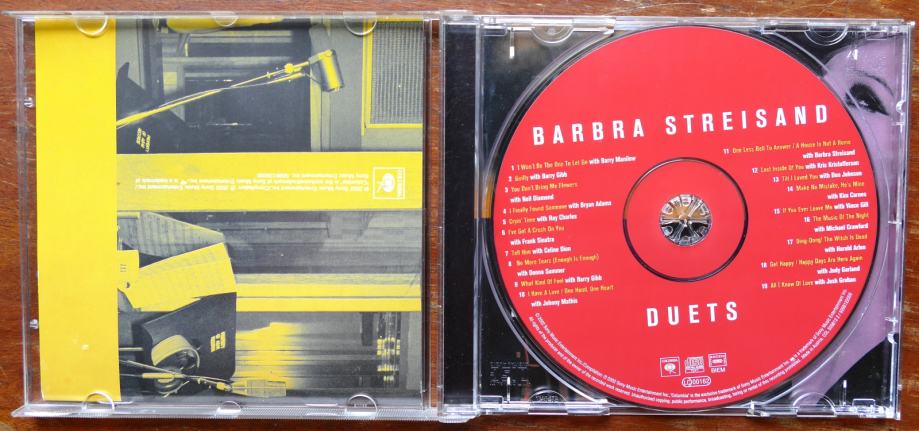 BARBRA STREISAND
1 I Won't Be The One To Let Go with Barry Manilow
2 Guilty with Barry Gibb
3 You Don't Bring Me Flowers
with Neil Diamond
4 I Finally Found Someone with Bryan Adams
5 Cryin' Time with Ray Charles
6 I've Got A Crush On You
with Frank Sinatra
7 Tell Him with Celine Dion
8 No More Tears (Enough Is Enough)
with Donna Summer
9 What Kind Of Fool with Barry Gibb
10 I Have A Love / One Hand, One Heart
with Johnny Mathis
11 One Less Bell To Answer / A House Is Not A Home
with Barbra Streisand
12 Lost Inside Of You with Kris Kristofferson
13 Till I Loved You with Don Johnson
14 Make No Mistake, He's Mine
with Kim Carnes
15 If You Ever Leave Me with Vince Gill
16 The Music Of The Night
with Michael Crawford
17 Ding-Dong! The Witch Is Dead
with Harold Arlen
18 Get Happy / Happy Days Are Here Again
with Judy Garland
19 All I Know Of Love with Josh Groban
DUETS
COLUMBIA
BIEM
LC 00162